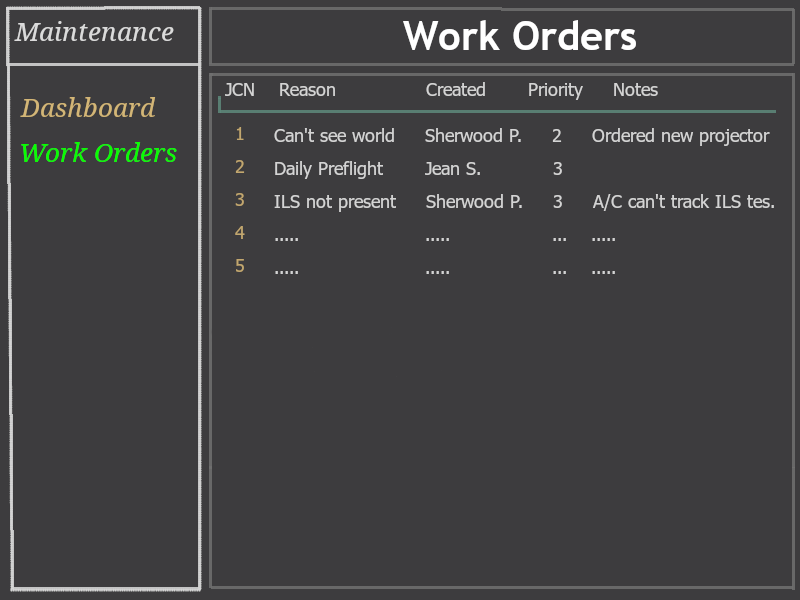 Maintenance
Dashboard
Work Orders
Work Orders
JCN Reason Created Priority Notes
1 Can't see world Sherwood P. 2 Ordered new projector
2 Daily Preflight Jean S. 3
3 ILS not present Sherwood P. 3 A/C can't track ILS tes.
4 ..... ..... ... .....
5 ..... ..... ... .....